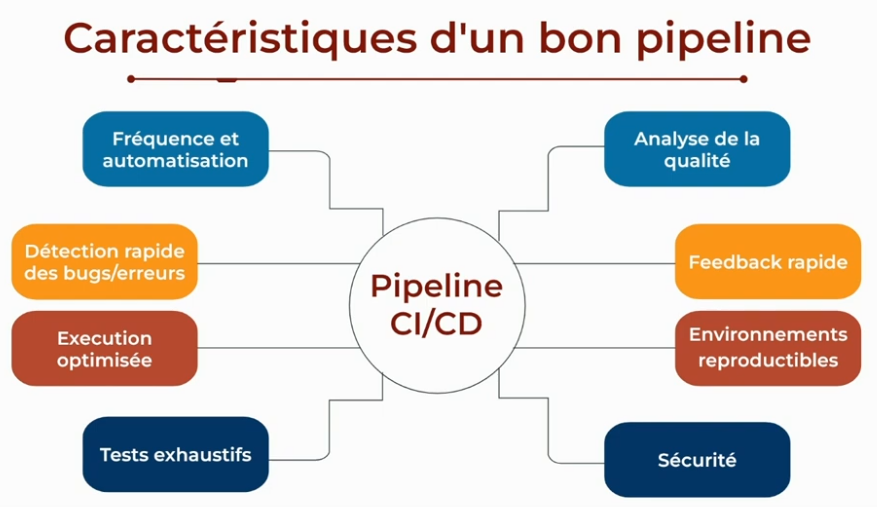 Caractéristiques d'un bon pipeline
Fréquence et
automatisation
Analyse de la
qualité
Détection rapide
des bugs/erreurs
Feedback rapide
Pipeline
CI/CD
Execution
optimisée
Environnements
reproductibles
Tests exhaustifs
Sécurité